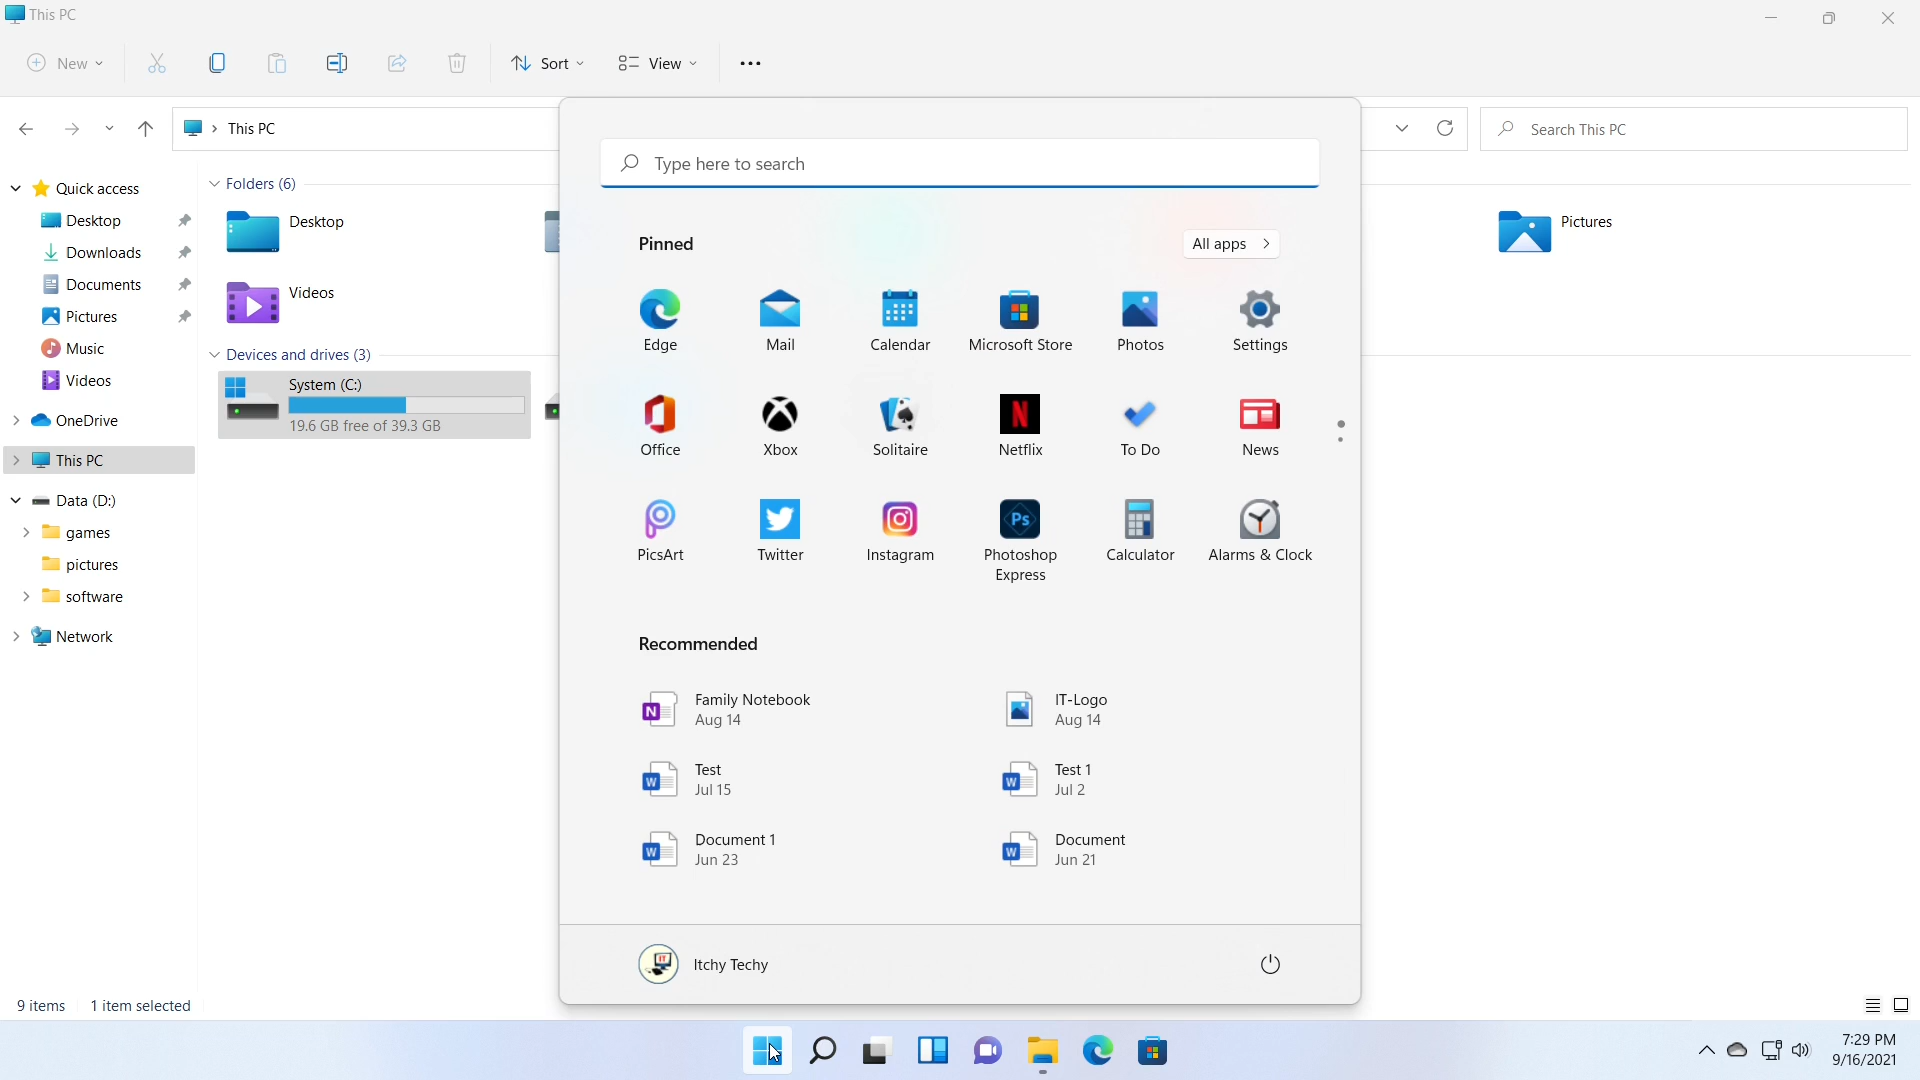 This PC
New
Sort
View
This PC
Search This PC
Type here to search
Quick access
Desktop
Downloads
Documents
Pictures
Music
Videos
OneDrive
This PC
Data (D:)
games
pictures
software
Network
Folders (6)
Desktop
Pictures
Videos
Devices and drives (3)
System (C:)
19.6 GB free of 39.3 GB
Pinned
All apps
Edge
Mail
Calendar
Microsoft Store
Photos
Settings
Office
Xbox
Solitaire
Netflix
To Do
News
PicsArt
Twitter
Instagram
Ps
Photoshop
Express
Calculator
Alarms & Clock
Recommended
Family Notebook
Aug 14
IT-Logo
Aug 14
Test
Jul 15
Test 1
Jul 2
Document 1
Jun 23
Document
Jun 21
Itchy Techy
9 items
1 item selected
7:29 PM
9/16/2021